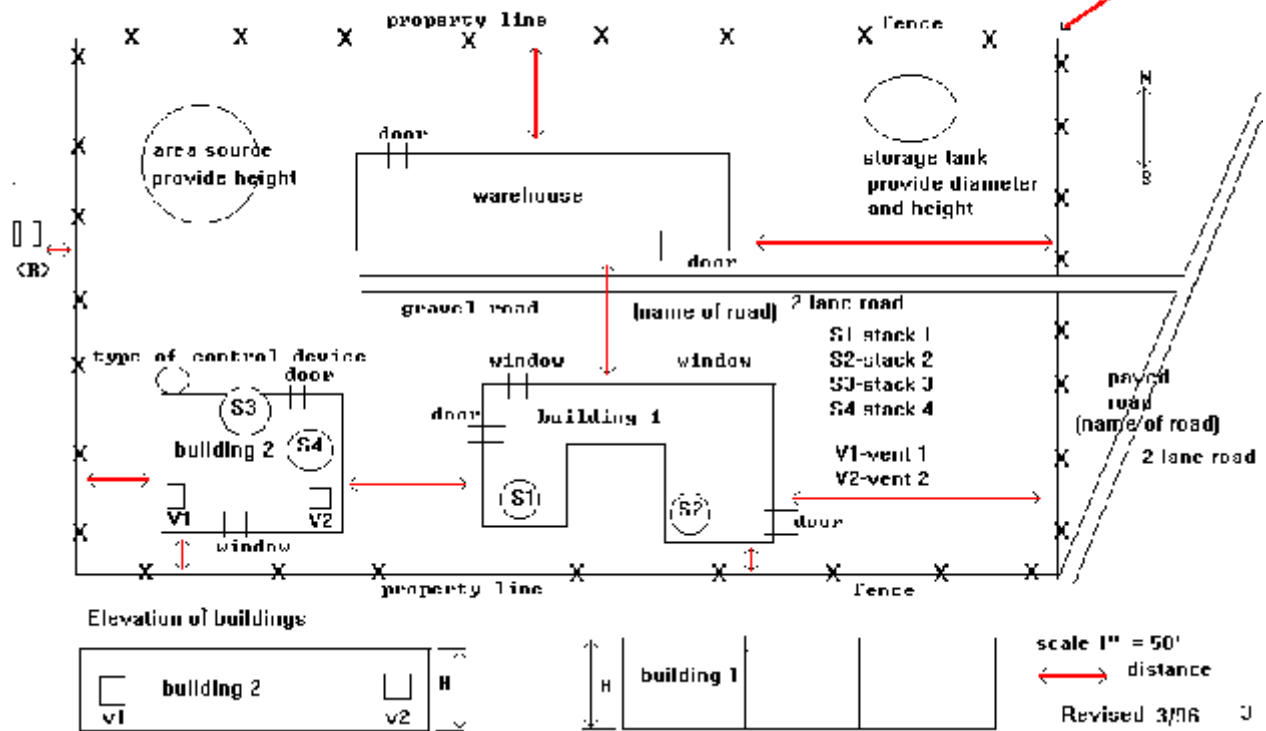 property line
fence
X X X X X X X X
N
S
area source
provide height
door
warehouse
storage tank
provide diameter
and height
<R>
door
gravel road
(name of road)
2 lane road
S1-stack 1
S2-stack 2
S3-stack 3
S4-stack 4
V1-vent 1
V2-vent 2
type of control device
door
S3
S4
building 2
V1
V2
window
window
window
door
building 1
S1
S2
door
paved
road
(name of road)
2 lane road
X X X X X X X X
property line
fence
Elevation of buildings
building 2
v1
v2
H
H
building 1
scale 1" = 50'
distance
Revised 3/96